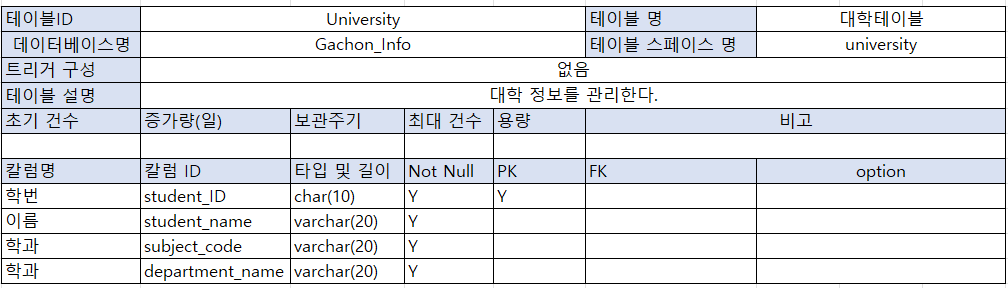 테이블ID University 테이블 명 대학테이블
데이터베이스명 Gachon_Info 테이블 스페이스 명 university
트리거 구성 없음
테이블 설명 대학 정보를 관리한다.
초기 건수 증가량(일) 보관주기 최대 건수 용량 비고
칼럼명 칼럼 ID 타입 및 길이 Not Null PK FK option
학번 student_ID char(10) Y Y
이름 student_name varchar(20) Y
학과 subject_code varchar(20) Y
학과 department_name varchar(20) Y